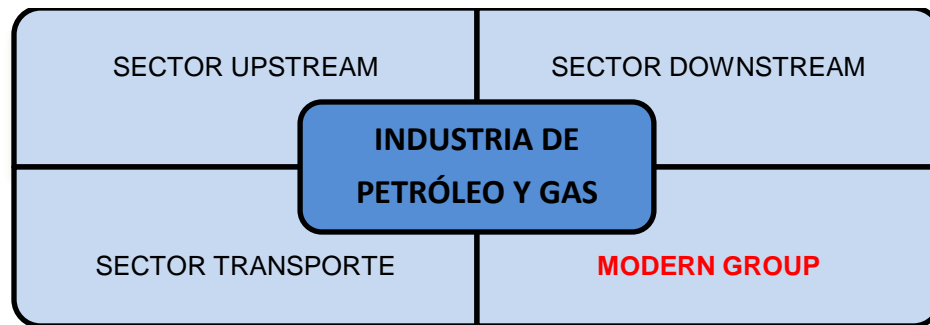 SECTOR UPSTREAM
SECTOR DOWNSTREAM
INDUSTRIA DE
PETRÓLEO Y GAS
SECTOR TRANSPORTE
MODERN GROUP